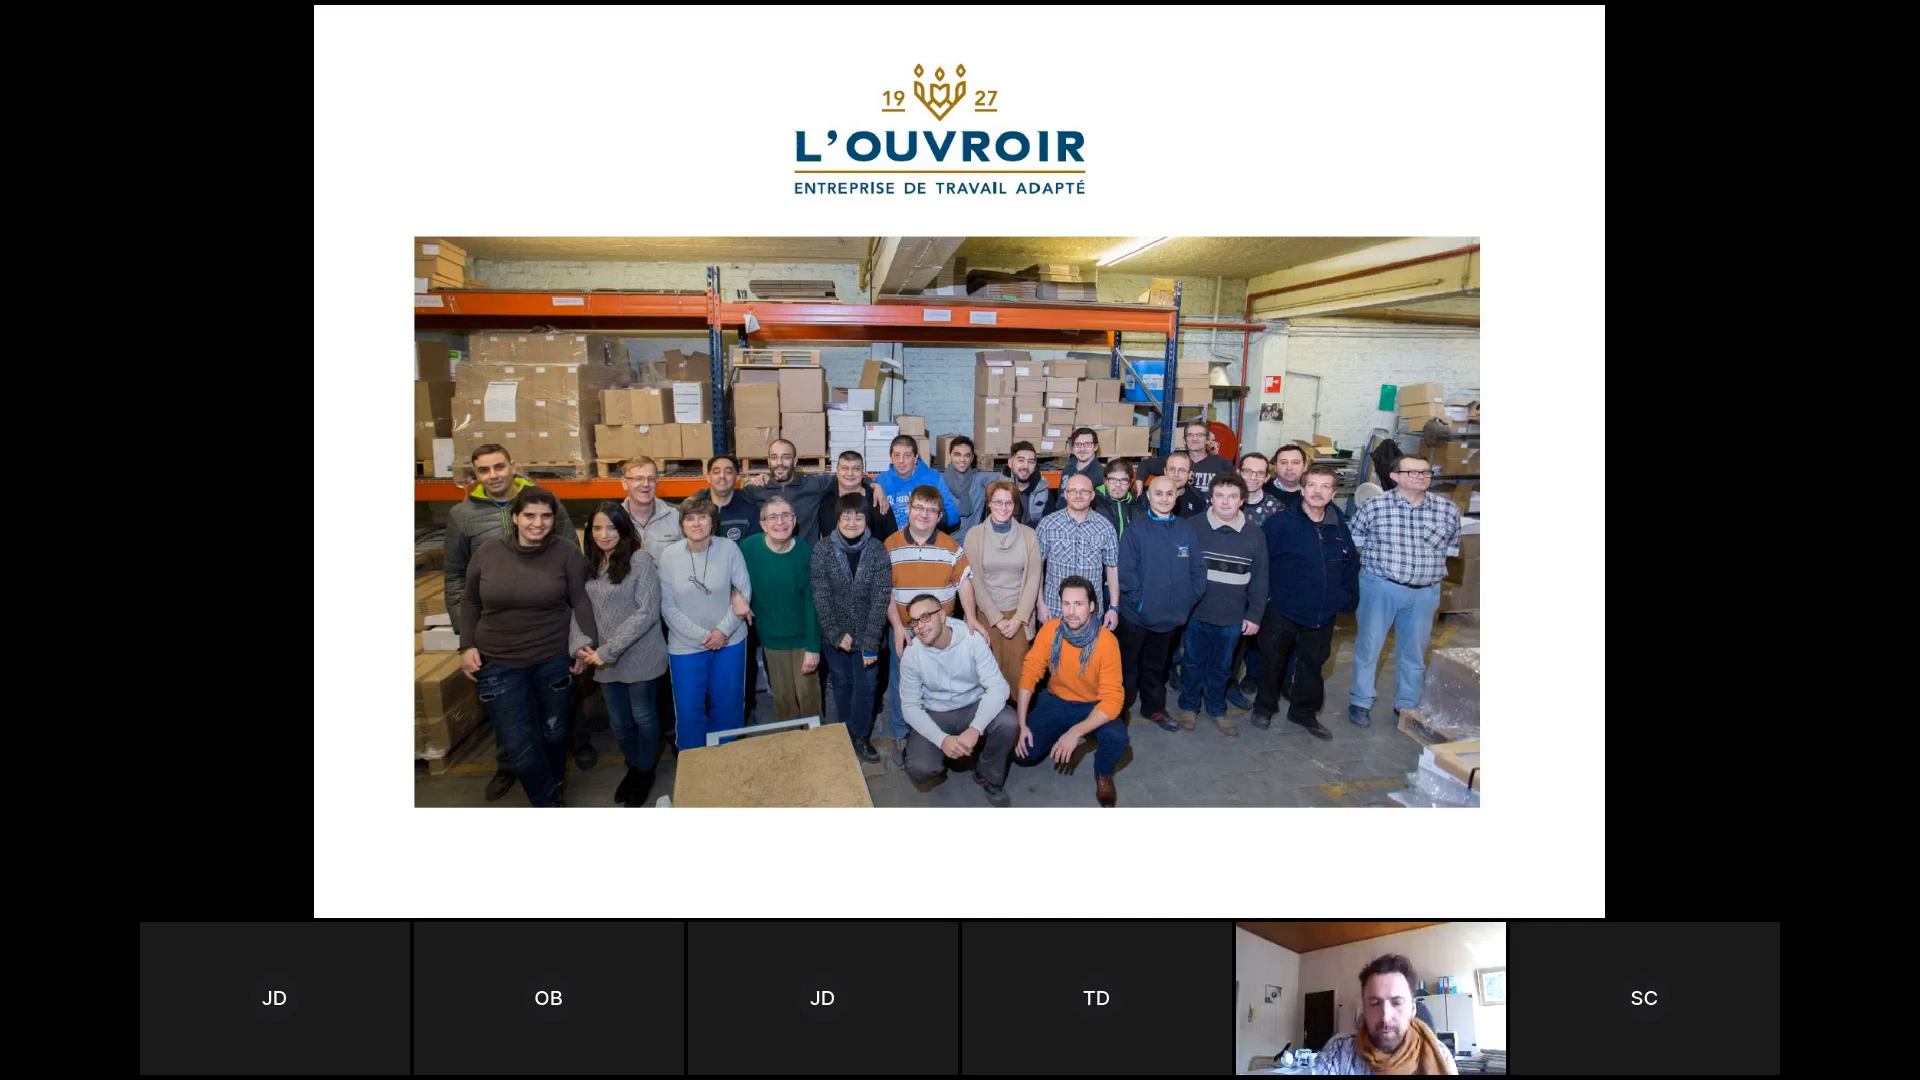 19 27
L'OUVROIR
ENTREPRISE DE TRAVAIL ADAPTÉ
JD
OB
JD
TD
SC